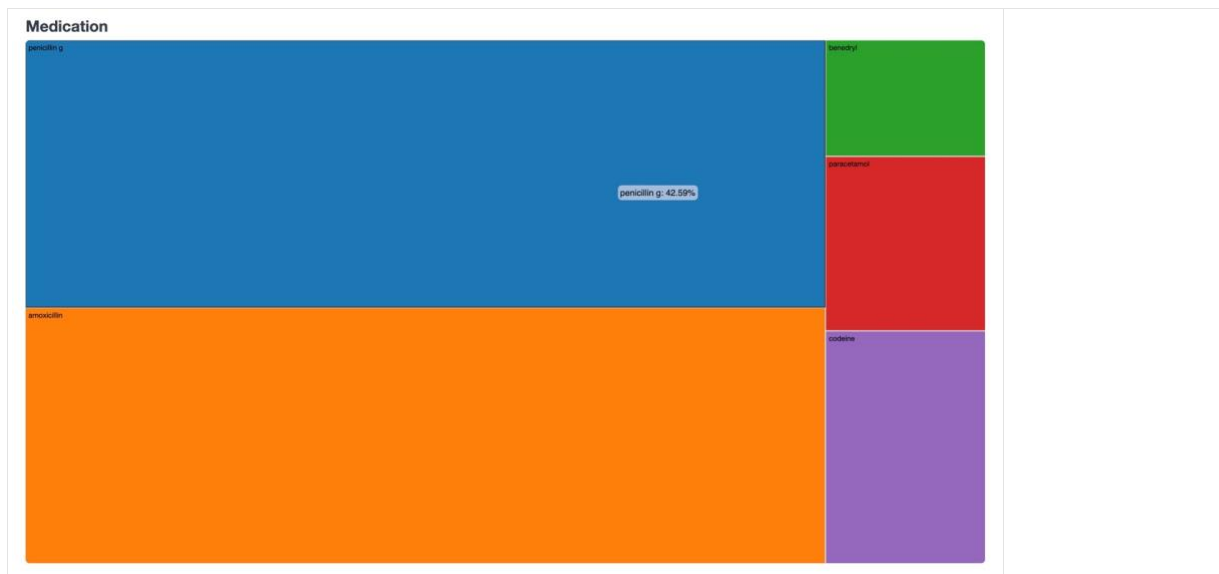 Medication
penicillin g
benedryl
penicillin g: 42.59%
paracetamol
amoxicillin
codeine